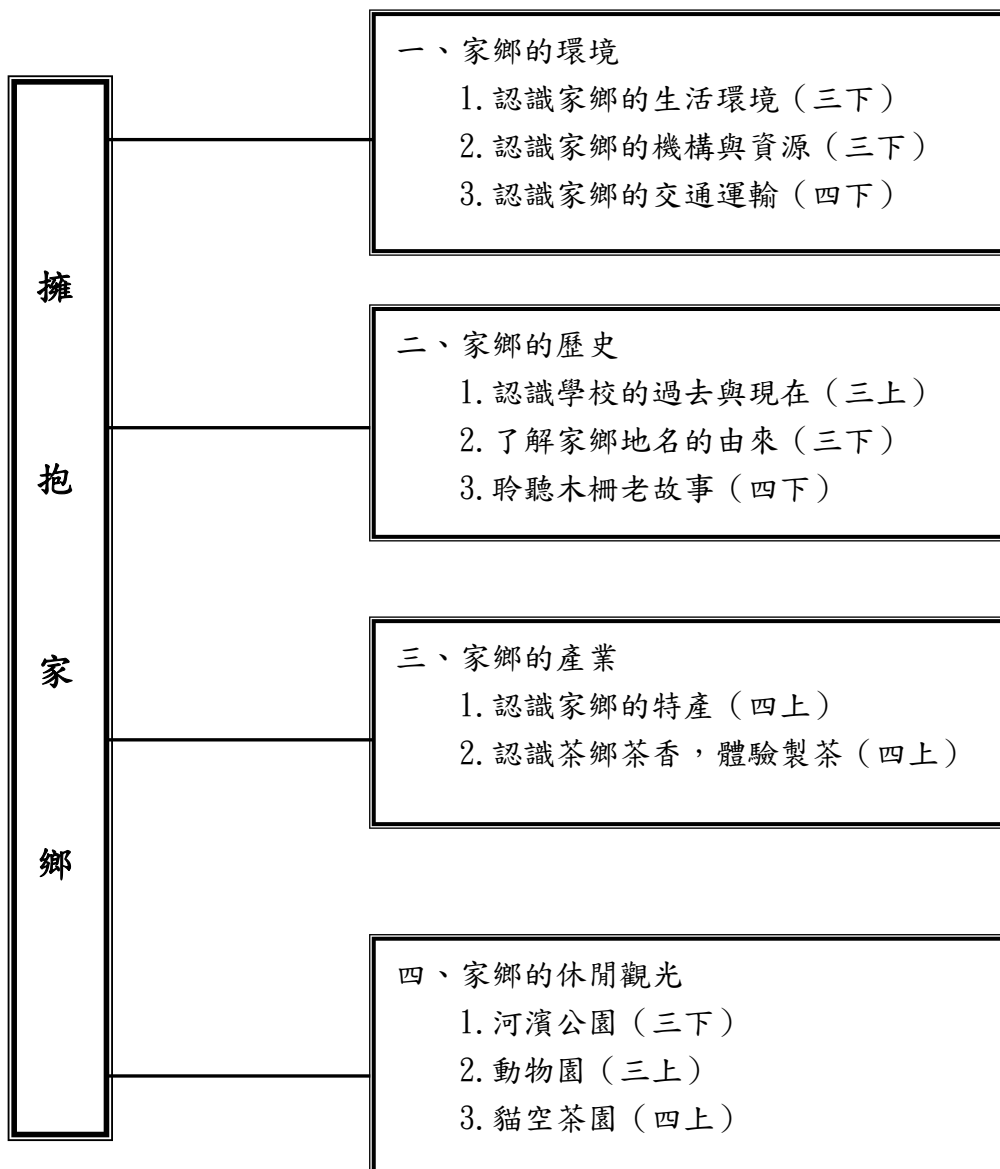 擁抱家鄉
一、家鄉的環境
1.認識家鄉的生活環境（三下）
2.認識家鄉的機構與資源（三下）
3.認識家鄉的交通運輸（四下）
二、家鄉的歷史
1.認識學校的過去與現在（三上）
2.了解家鄉地名的由來（三下）
3.聆聽木柵老故事（四下）
三、家鄉的產業
1.認識家鄉的特產（四上）
2.認識茶鄉茶香，體驗製茶（四上）
四、家鄉的休閒觀光
1.河濱公園（三下）
2.動物園（三上）
3.貓空茶園（四上）